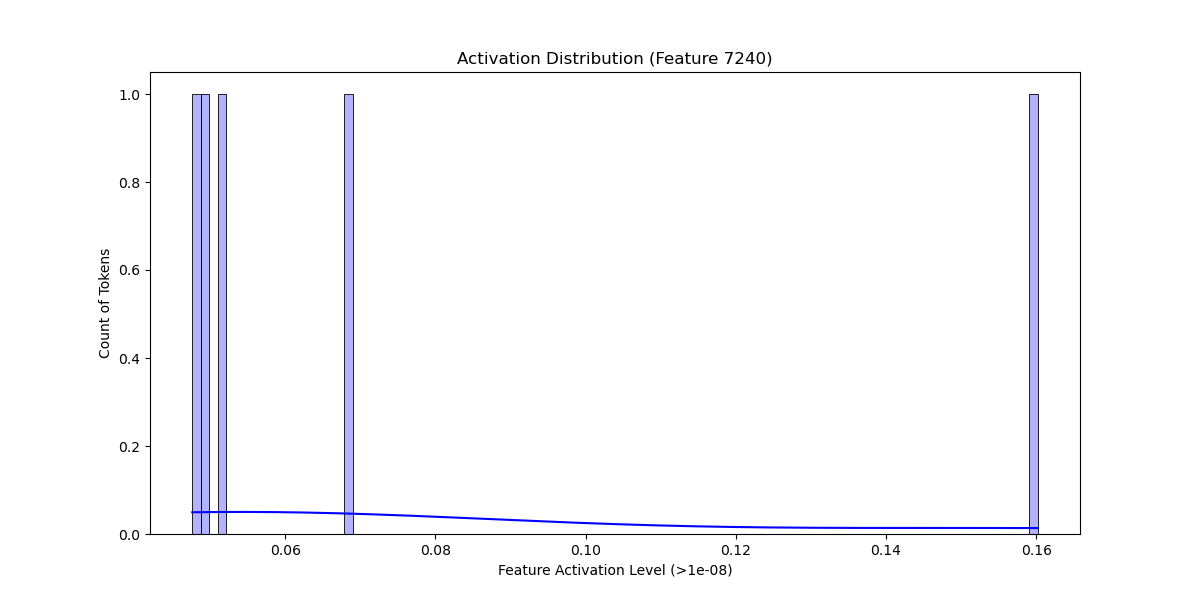 Activation Distribution (Feature 7240)
Count of Tokens
1.0
0.8
0.6
0.4
0.2
0.0
0.06 0.08 0.10 0.12 0.14 0.16
Feature Activation Level (>1e-08)